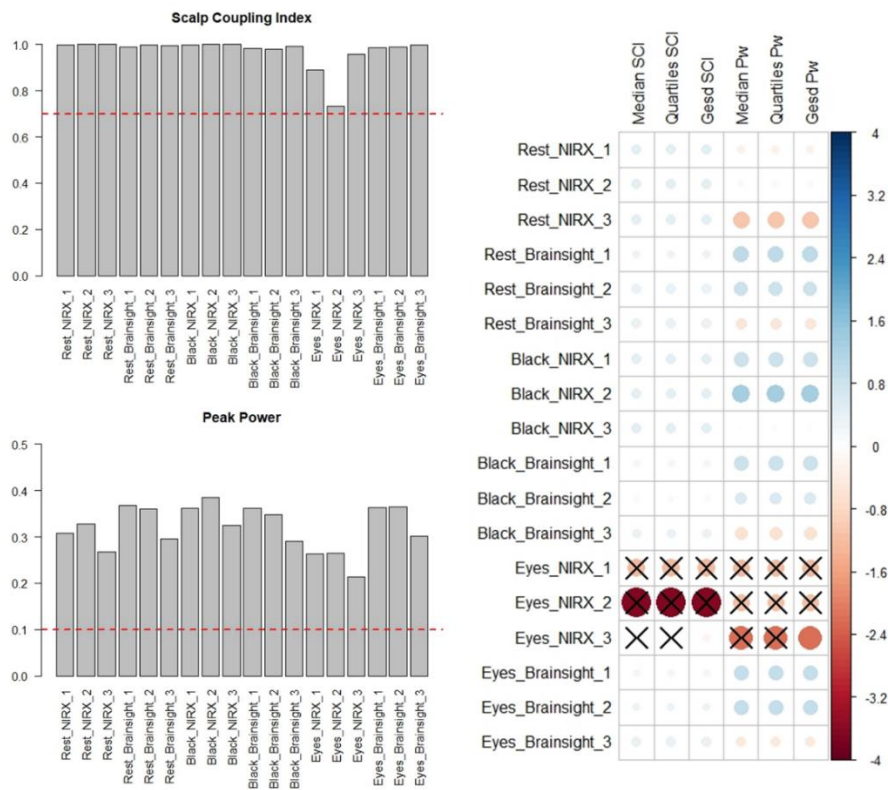 Scalp Coupling Index
1.0
0.8
0.6
0.4
0.2
0.0
Rest_NIRX_1
Rest_NIRX_2
Rest_NIRX_3
Rest_Brainsight_1
Rest_Brainsight_2
Rest_Brainsight_3
Black_NIRX_1
Black_NIRX_2
Black_NIRX_3
Black_Brainsight_1
Black_Brainsight_2
Black_Brainsight_3
Eyes_NIRX_1
Eyes_NIRX_2
Eyes_NIRX_3
Eyes_Brainsight_1
Eyes_Brainsight_2
Eyes_Brainsight_3
Peak Power
0.5
0.4
0.3
0.2
0.1
0.0
Rest_NIRX_1
Rest_NIRX_2
Rest_NIRX_3
Rest_Brainsight_1
Rest_Brainsight_2
Rest_Brainsight_3
Black_NIRX_1
Black_NIRX_2
Black_NIRX_3
Black_Brainsight_1
Black_Brainsight_2
Black_Brainsight_3
Eyes_NIRX_1
Eyes_NIRX_2
Eyes_NIRX_3
Eyes_Brainsight_1
Eyes_Brainsight_2
Eyes_Brainsight_3
Median SCI
Quartiles SCI
Gesd SCI
Median Pw
Quartiles Pw
Gesd Pw
Rest_NIRX_1
Rest_NIRX_2
Rest_NIRX_3
Rest_Brainsight_1
Rest_Brainsight_2
Rest_Brainsight_3
Black_NIRX_1
Black_NIRX_2
Black_NIRX_3
Black_Brainsight_1
Black_Brainsight_2
Black_Brainsight_3
Eyes_NIRX_1
Eyes_NIRX_2
Eyes_NIRX_3
Eyes_Brainsight_1
Eyes_Brainsight_2
Eyes_Brainsight_3
4
3.2
2.4
1.6
0.8
0
-0.8
-1.6
-2.4
-3.2
-4